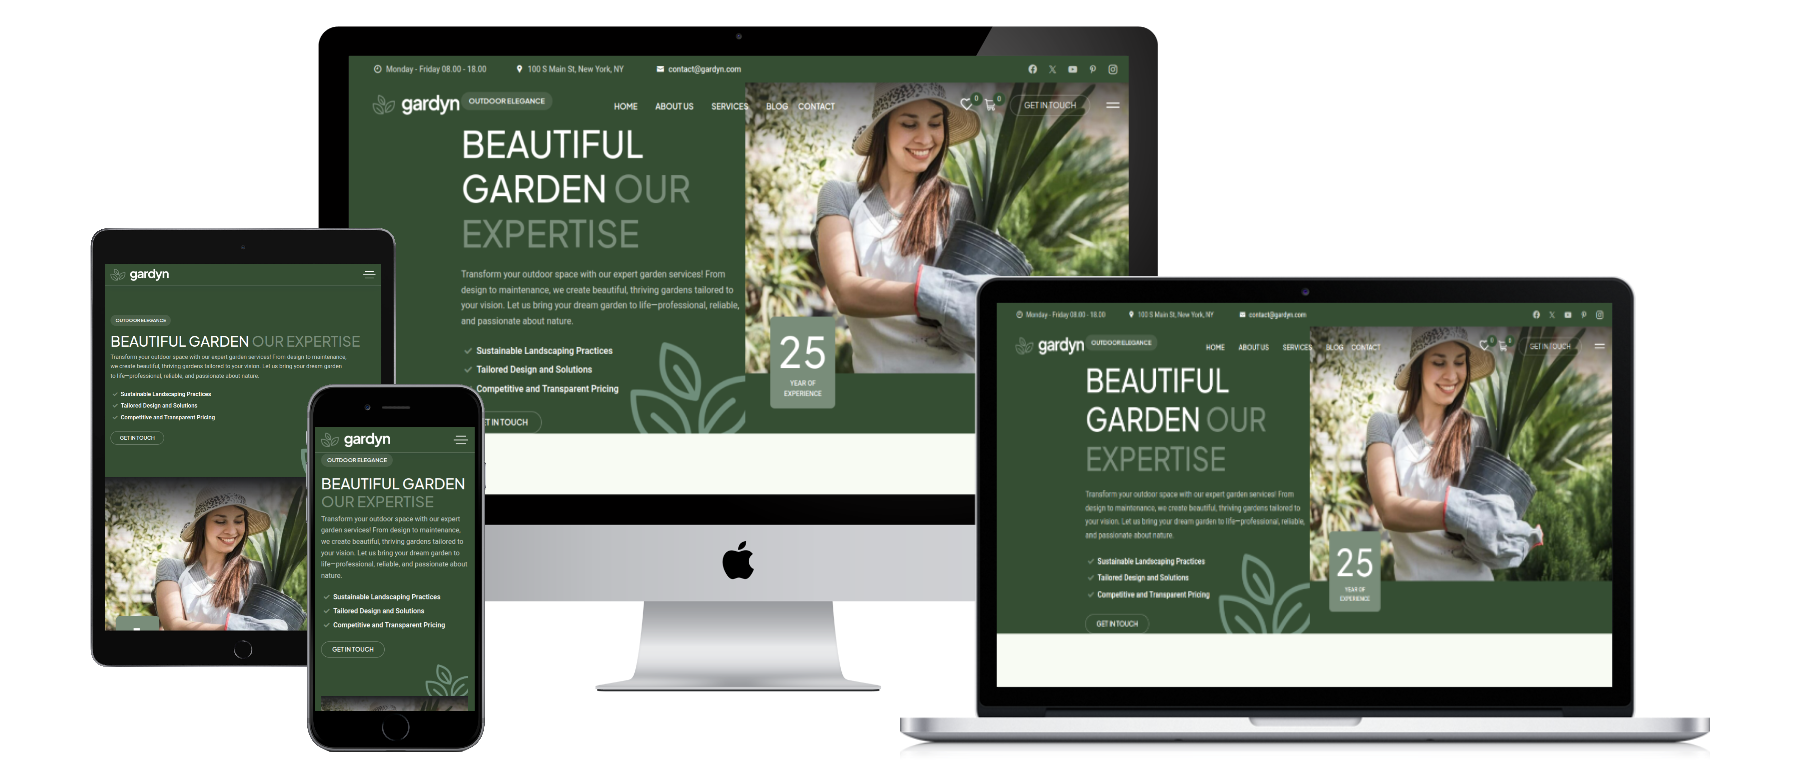 Monday - Friday 08.00 - 18.00
100 S Main St, New York, NY
contact@gardyn.com
gardyn
OUTDOOR ELEGANCE
HOME ABOUT US SERVICES BLOG CONTACT
0 0
GET IN TOUCH
BEAUTIFUL
GARDEN OUR
EXPERTISE
Transform your outdoor space with our expert garden services! From
design to maintenance, we create beautiful, thriving gardens tailored to
your vision. Let us bring your dream garden to life—professional, reliable,
and passionate about nature.
Sustainable Landscaping Practices
Tailored Design and Solutions
Competitive and Transparent Pricing
ET IN TOUCH
25
YEAR OF
EXPERIENCE
gardyn
OUTDOOR ELEGANCE
BEAUTIFUL GARDEN OUR EXPERTISE
Transform your outdoor space with our expert garden services! From design to maintenance,
we create beautiful, thriving gardens tailored to your vision. Let us bring your dream garden
to life—professional, reliable, and passionate about nature.
Sustainable Landscaping Practices
Tailored Design and Solutions
Competitive and Transparent Pricing
GET IN TOUCH
gardyn
OUTDOOR ELEGANCE
BEAUTIFUL GARDEN
OUR EXPERTISE
Transform your outdoor space with our expert
garden services! From design to maintenance,
we create beautiful, thriving gardens tailored to
your vision. Let us bring your dream garden to
life—professional, reliable, and passionate about
nature.
Sustainable Landscaping Practices
Tailored Design and Solutions
Competitive and Transparent Pricing
GET IN TOUCH
Monday - Friday 08.00 - 18.00
100 S Main St, New York, NY
contact@gardyn.com
gardyn
OUTDOOR ELEGANCE
HOME ABOUT US SERVICES BLOG CONTACT
0 0
GET IN TOUCH
BEAUTIFUL
GARDEN OUR
EXPERTISE
Transform your outdoor space with our expert garden services! From
design to maintenance, we create beautiful, thriving gardens tailored to
your vision. Let us bring your dream garden to life—professional, reliable,
and passionate about nature.
Sustainable Landscaping Practices
Tailored Design and Solutions
Competitive and Transparent Pricing
GET IN TOUCH
25
YEAR OF
EXPERIENCE